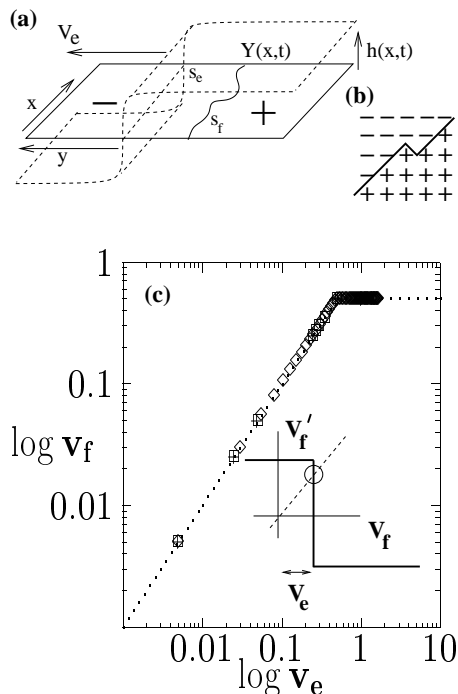 (a)
V_e
Y(x,t)
h(x,t)
x
s_e
−
s_f
+
y
(b)
− − − − − −
− − − −
− − − + +
− + + + +
+ + + + + +
(c)
1
0.1
0.01
log v_f
V_f′
V_f
V_e
0.01 0.1 1 10
log v_e